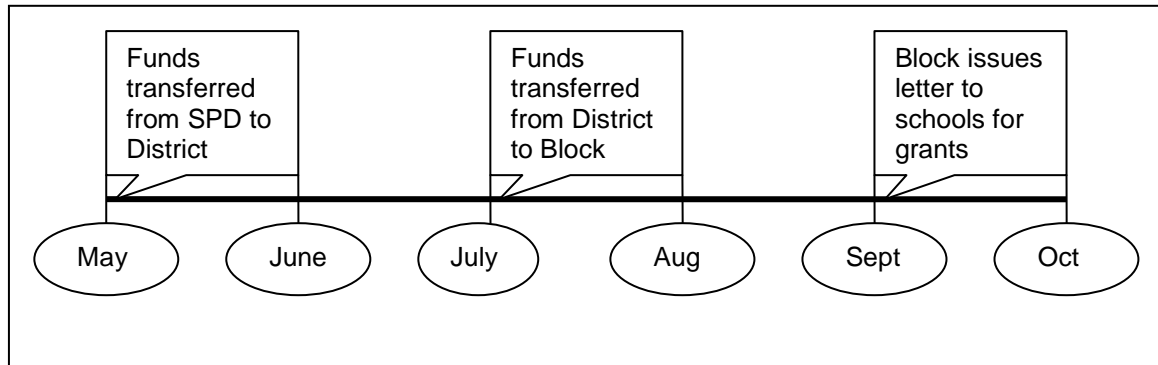 Funds
transferred
from SPD to
District
Funds
transferred
from District
to Block
Block issues
letter to
schools for
grants
May
June
July
Aug
Sept
Oct